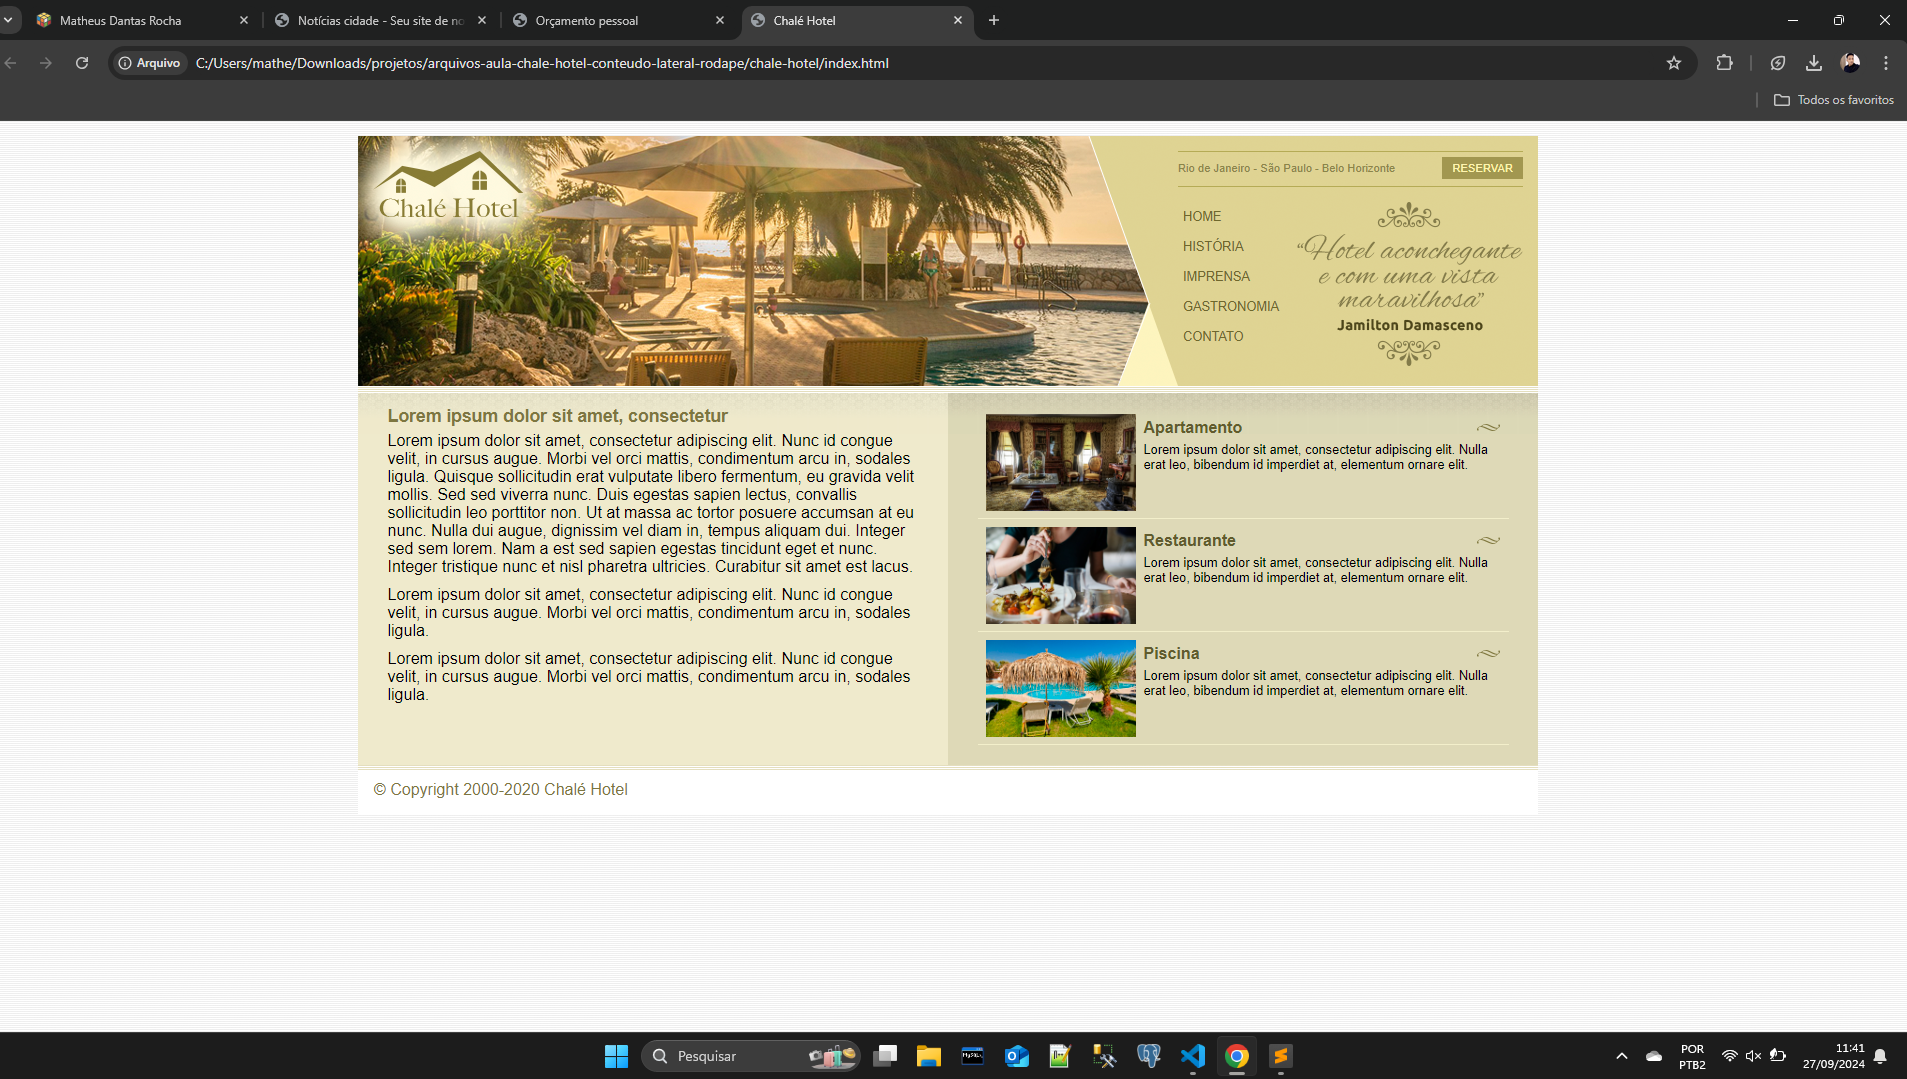 Matheus Dantas Rocha
Notícias cidade - Seu site de no
Orçamento pessoal
Chalé Hotel
Arquivo
C:/Users/mathe/Downloads/projetos/arquivos-aula-chale-hotel-conteudo-lateral-rodape/chale-hotel/index.html
Todos os favoritos
Chalé Hotel
Rio de Janeiro - São Paulo - Belo Horizonte
RESERVAR
HOME
HISTÓRIA
IMPRENSA
GASTRONOMIA
CONTATO
“Hotel aconchegante
e com uma vista
maravilhosa”
Jamilton Damasceno
Lorem ipsum dolor sit amet, consectetur
Lorem ipsum dolor sit amet, consectetur adipiscing elit. Nunc id congue
velit, in cursus augue. Morbi vel orci mattis, condimentum arcu in, sodales
ligula. Quisque sollicitudin erat vulputate libero fermentum, eu gravida velit
mollis. Sed sed viverra nunc. Duis egestas sapien lectus, convallis
sollicitudin leo porttitor non. Ut at massa ac tortor posuere accumsan at eu
nunc. Nulla dui augue, dignissim vel diam in, tempus aliquam dui. Integer
sed sem lorem. Nam a est sed sapien egestas tincidunt eget et nunc.
Integer tristique nunc et nisl pharetra ultricies. Curabitur sit amet est lacus.
Lorem ipsum dolor sit amet, consectetur adipiscing elit. Nunc id congue
velit, in cursus augue. Morbi vel orci mattis, condimentum arcu in, sodales
ligula.
Lorem ipsum dolor sit amet, consectetur adipiscing elit. Nunc id congue
velit, in cursus augue. Morbi vel orci mattis, condimentum arcu in, sodales
ligula.
Apartamento
Lorem ipsum dolor sit amet, consectetur adipiscing elit. Nulla
erat leo, bibendum id imperdiet at, elementum ornare elit.
Restaurante
Lorem ipsum dolor sit amet, consectetur adipiscing elit. Nulla
erat leo, bibendum id imperdiet at, elementum ornare elit.
Piscina
Lorem ipsum dolor sit amet, consectetur adipiscing elit. Nulla
erat leo, bibendum id imperdiet at, elementum ornare elit.
© Copyright 2000-2020 Chalé Hotel
Pesquisar
POR
PTB2
11:41
27/09/2024